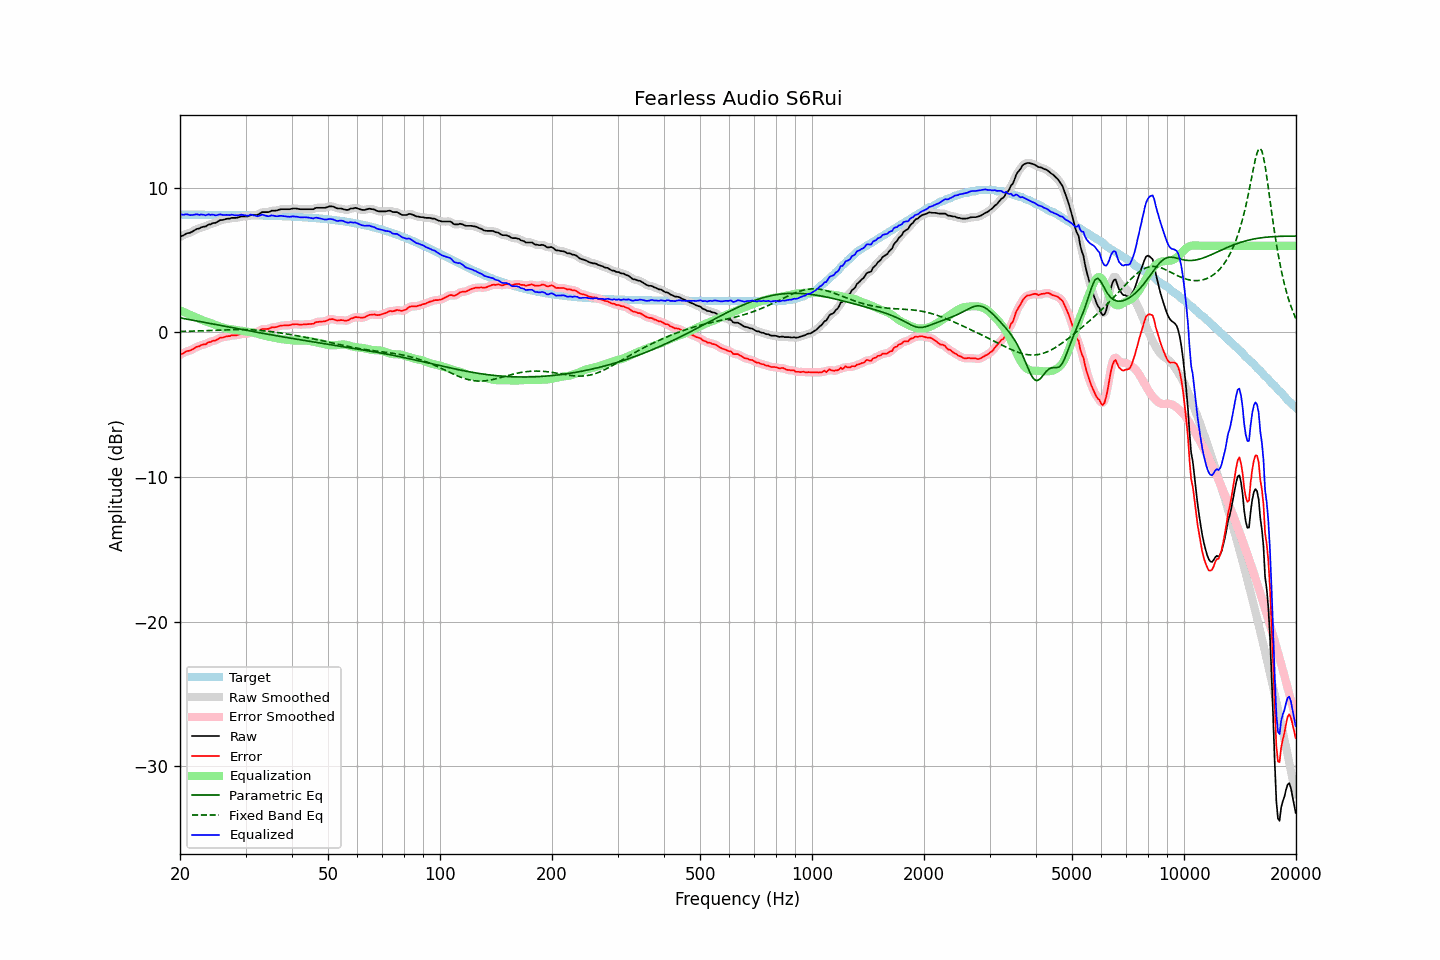 Fearless Audio S6Rui
Amplitude (dBr)
10
0
−10
−20
−30
Target
Raw Smoothed
Error Smoothed
Raw
Error
Equalization
Parametric Eq
Fixed Band Eq
Equalized
20 50 100 200 500 1000 2000 5000 10000 20000
Frequency (Hz)